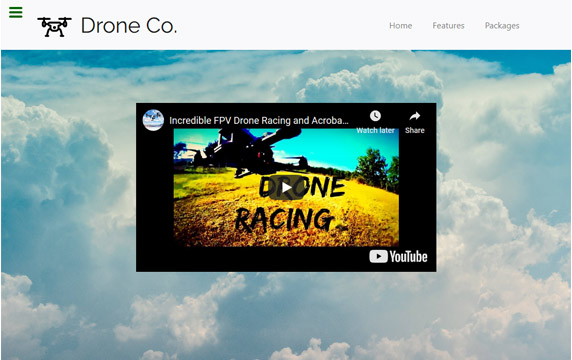 Drone Co.
Home Features Packages
Incredible FPV Drone Racing and Acroba...
Watch later Share
DRONE
RACING
YouTube